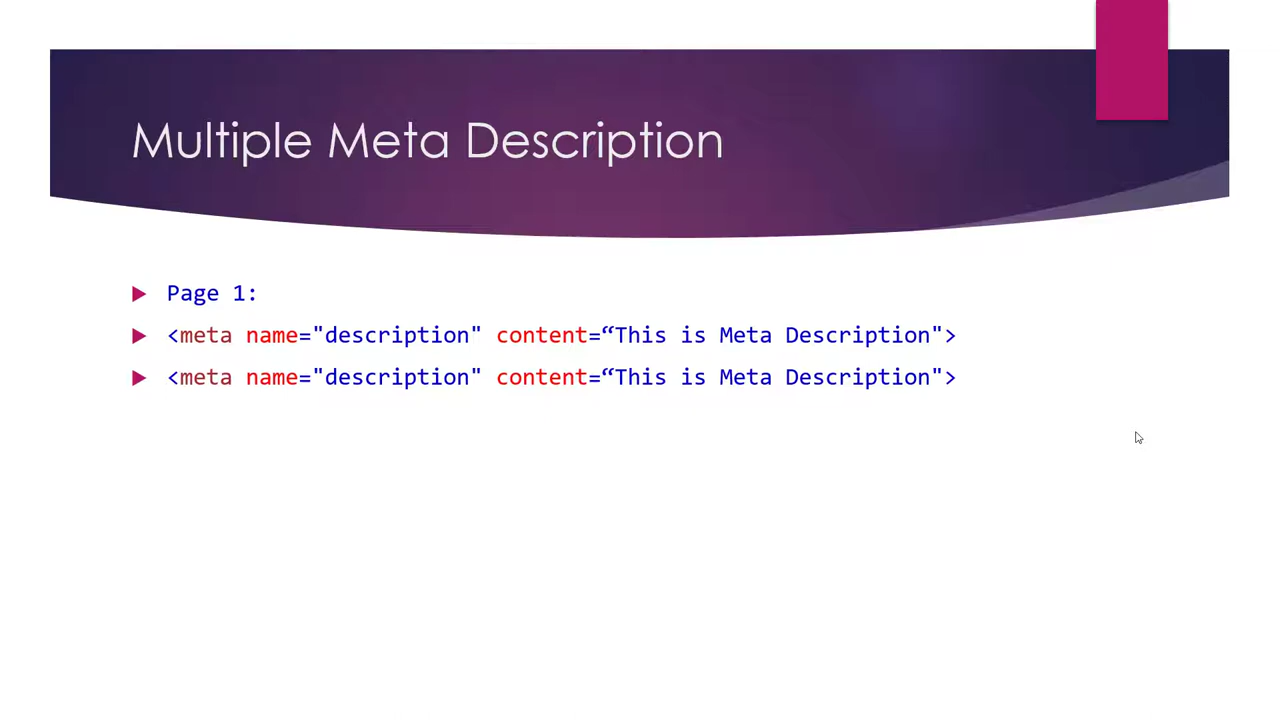 Multiple Meta Description
Page 1:
<meta name="description" content=“This is Meta Description">
<meta name="description" content=“This is Meta Description">